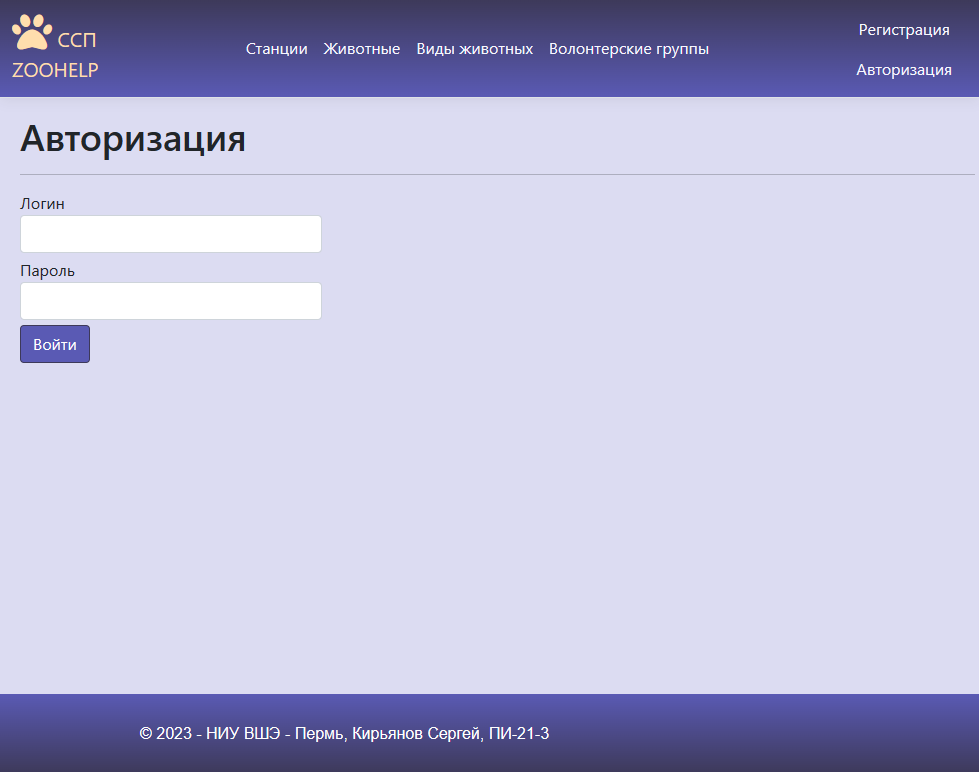 ССП
ZOOHELP
Станции Животные Виды животных Волонтерские группы
Регистрация
Авторизация
Авторизация
Логин
Пароль
Войти
© 2023 - НИУ ВШЭ - Пермь, Кирьянов Сергей, ПИ-21-3